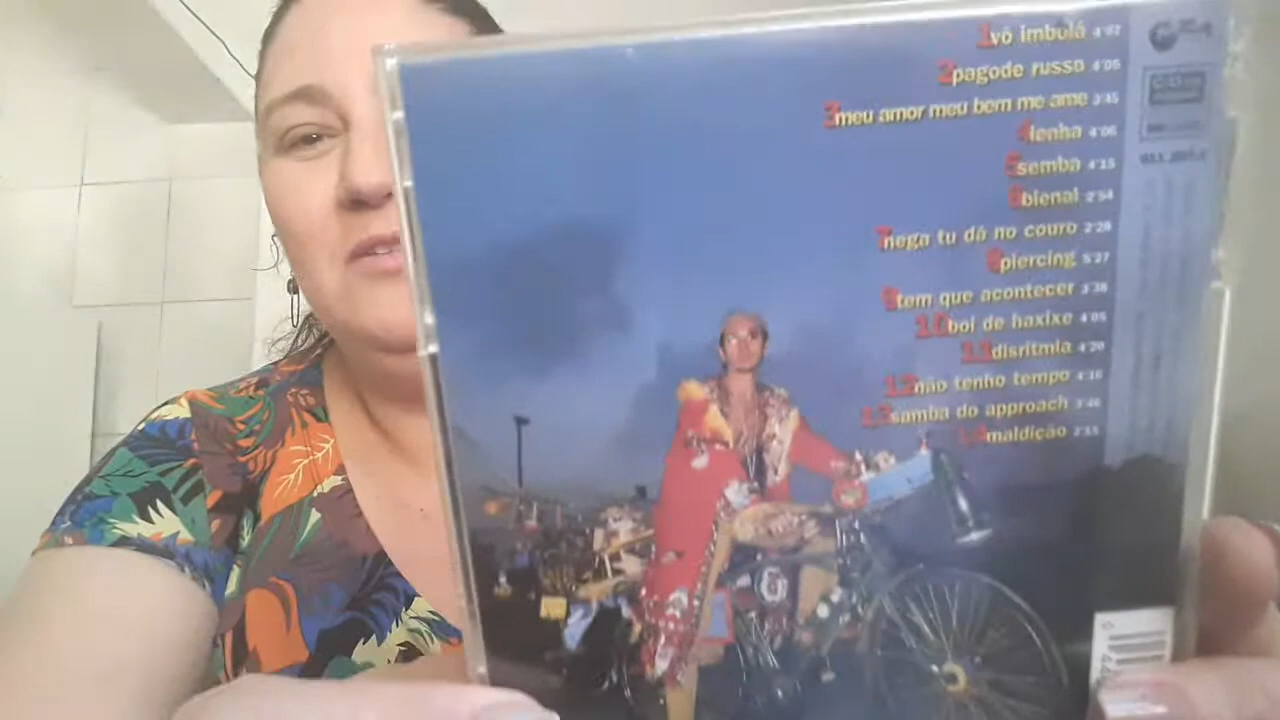 1vô imbolá 4'07
2pagode russo 4'05
3meu amor meu bem me ame 3'45
4lenha 4'06
5semba 4'15
6bienal 2'54
7nega tu dá no couro 2'28
8piercing 5'27
9tem que acontecer 3'38
10boi de haxixe 4'05
11disritmia 4'20
12não tenho tempo 4'16
13samba do approach 3'46
14maldição 2'13